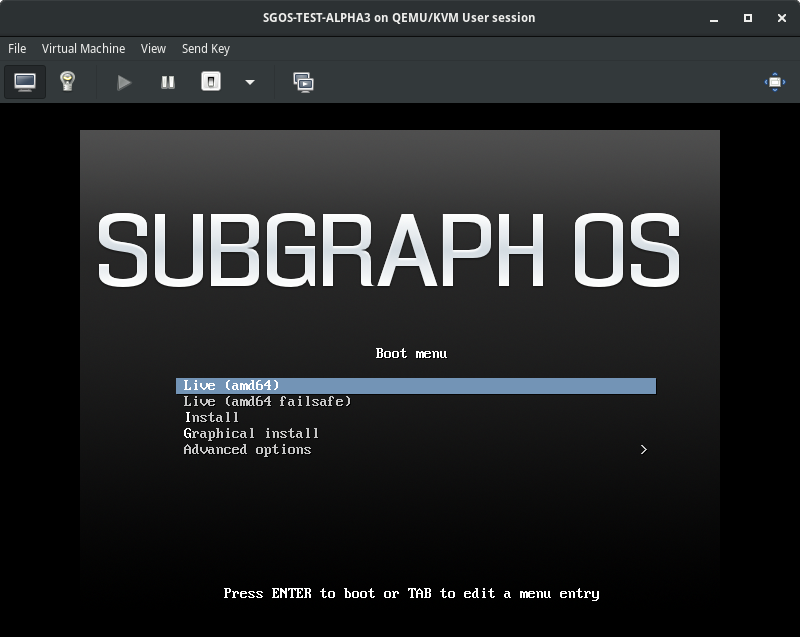 SGOS-TEST-ALPHA3 on QEMU/KVM User session
File Virtual Machine View Send Key
SUBGRAPH OS
Boot menu
Live (amd64)
Live (amd64 failsafe)
Install
Graphical install
Advanced options >
Press ENTER to boot or TAB to edit a menu entry